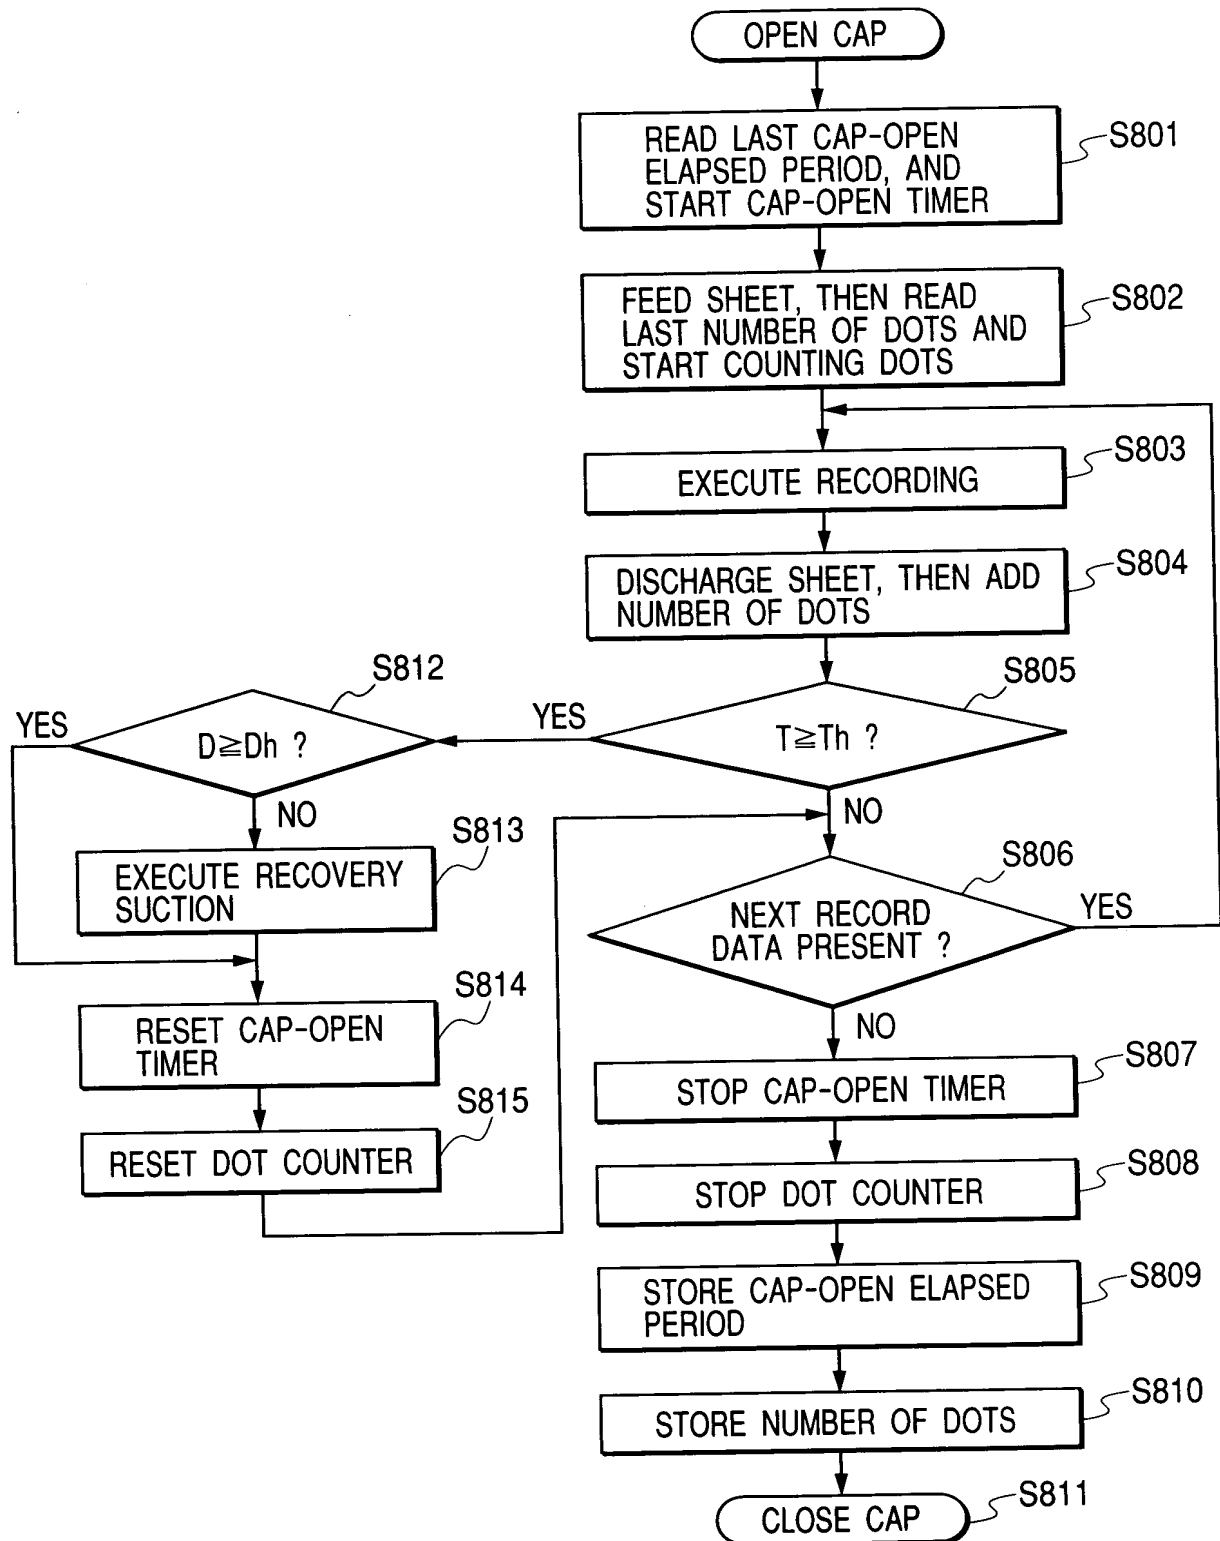 OPEN CAP
READ LAST CAP-OPEN
ELAPSED PERIOD, AND
START CAP-OPEN TIMER
S801
FEED SHEET, THEN READ
LAST NUMBER OF DOTS AND
START COUNTING DOTS
S802
EXECUTE RECORDING
S803
DISCHARGE SHEET, THEN ADD
NUMBER OF DOTS
S804
T≧Th ?
S805
YES
NO
D≧Dh ?
S812
YES
NO
EXECUTE RECOVERY
SUCTION
S813
RESET CAP-OPEN
TIMER
S814
RESET DOT COUNTER
S815
NEXT RECORD
DATA PRESENT ?
S806
YES
NO
STOP CAP-OPEN TIMER
S807
STOP DOT COUNTER
S808
STORE CAP-OPEN ELAPSED
PERIOD
S809
STORE NUMBER OF DOTS
S810
CLOSE CAP
S811